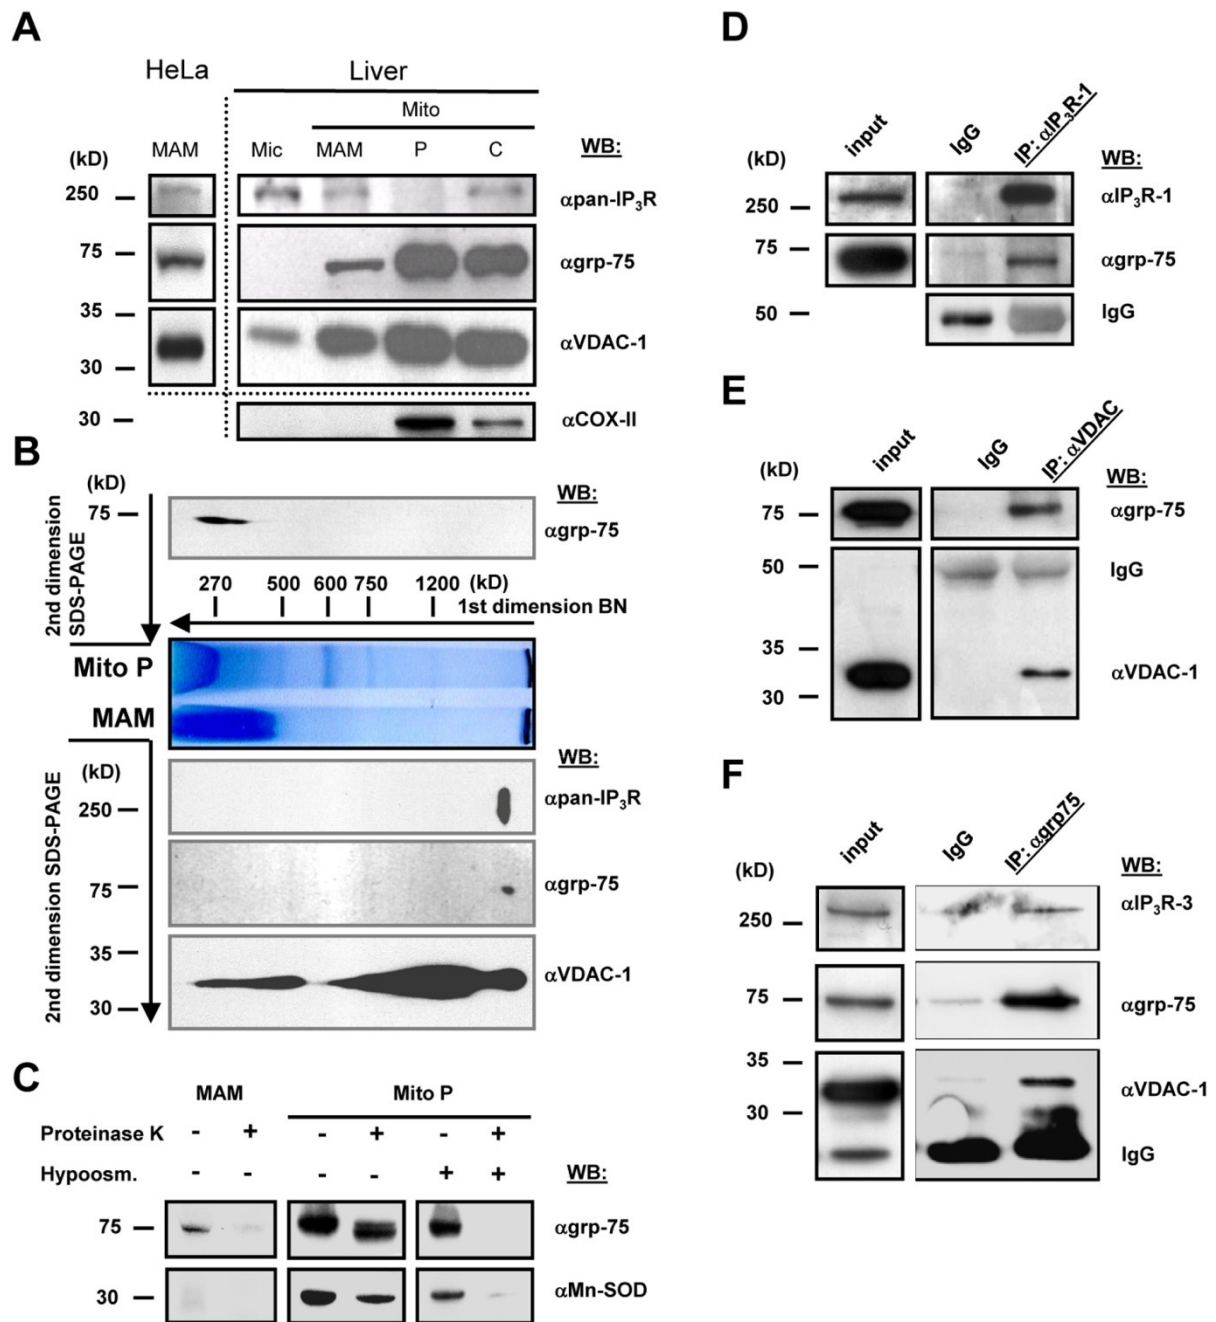 A
HeLa
Liver
Mito
(kD)
MAM
Mic
MAM
P
C
WB:
250
αpan-IP₃R
75
αgrp-75
35
30
αVDAC-1
30
αCOX-II
B
2nd dimension
SDS-PAGE
(kD)
WB:
75
αgrp-75
270 500 600 750 1200 (kD)
1st dimension BN
Mito P
MAM
2nd dimension SDS-PAGE
(kD)
WB:
250
αpan-IP₃R
75
αgrp-75
35
30
αVDAC-1
C
MAM
Mito P
Proteinase K - + - + - +
Hypoosm. - - - - + +
WB:
75
αgrp-75
30
αMn-SOD
D
input
IgG
IP: αIP₃R-1
(kD)
WB:
250
αIP₃R-1
75
αgrp-75
50
IgG
E
input
IgG
IP: αVDAC
(kD)
WB:
75
αgrp-75
50
IgG
35
30
αVDAC-1
F
input
IgG
IP: αgrp75
(kD)
WB:
250
αIP₃R-3
75
αgrp-75
35
αVDAC-1
30
IgG